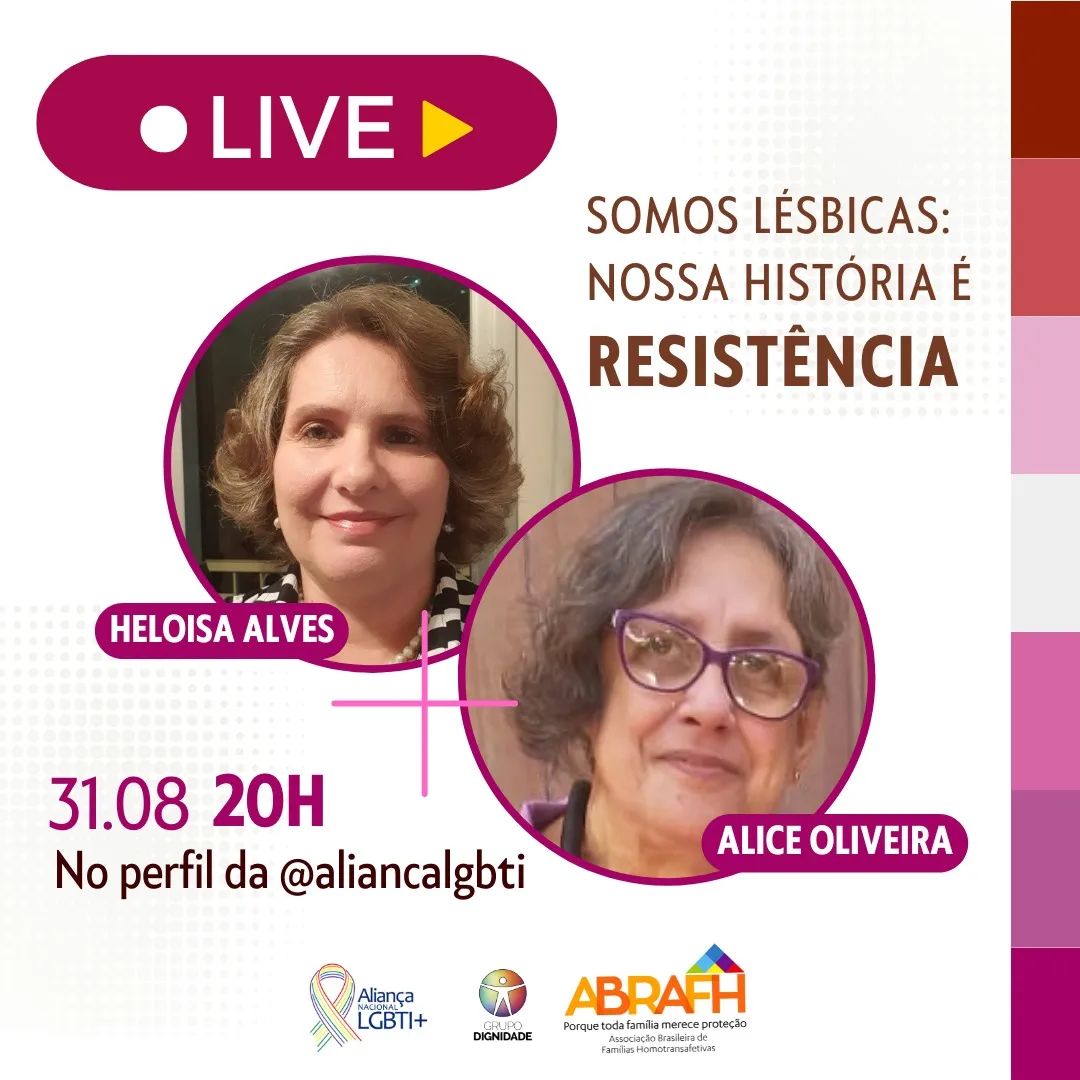 LIVE
SOMOS LÉSBICAS:
NOSSA HISTÓRIA É
RESISTÊNCIA
HELOISA ALVES
ALICE OLIVEIRA
31.08 20H
No perfil da @aliancalgbti
Aliança
NACIONAL
LGBTI+
GRUPO
DIGNIDADE
ABRAFH
Porque toda família merece proteção
Associação Brasileira de
Famílias Homotransafetivas